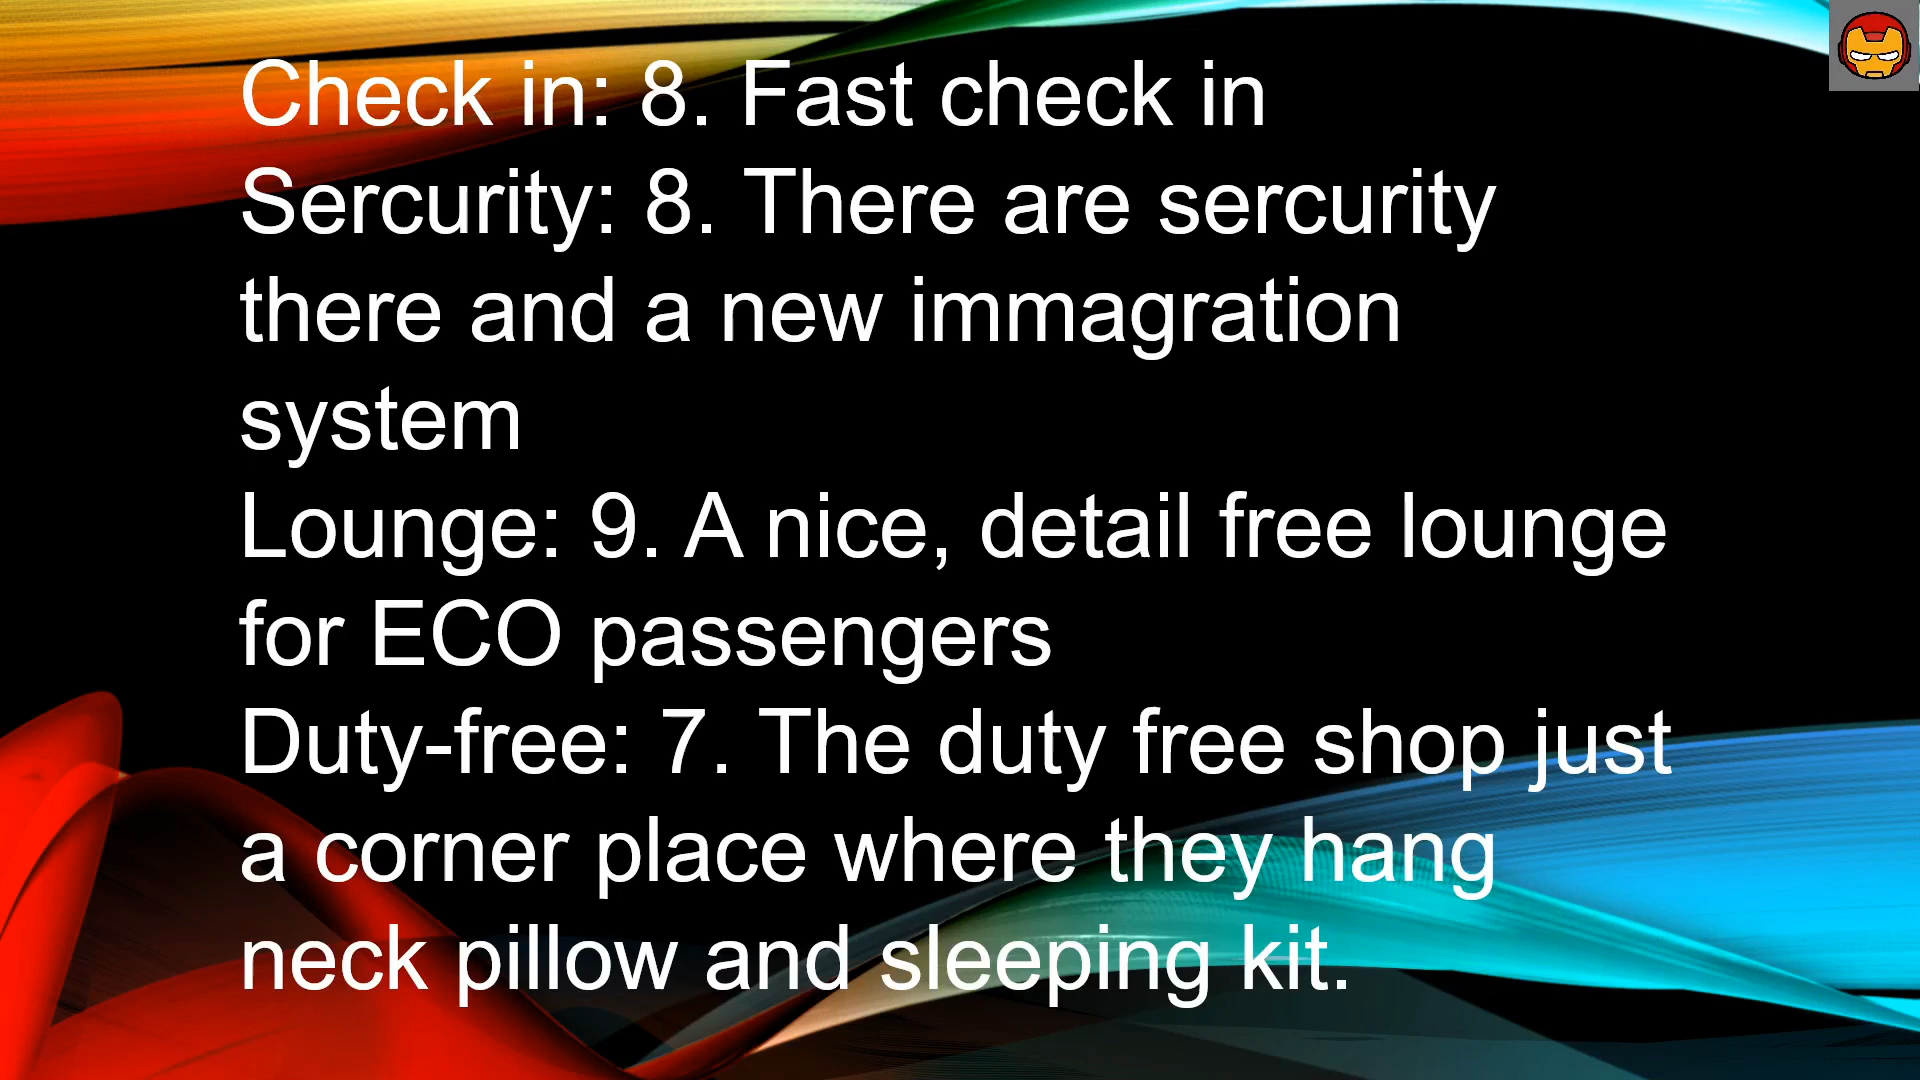 Check in: 8. Fast check in
Sercurity: 8. There are sercurity
there and a new immagration
system
Lounge: 9. A nice, detail free lounge
for ECO passengers
Duty-free: 7. The duty free shop just
a corner place where they hang
neck pillow and sleeping kit.